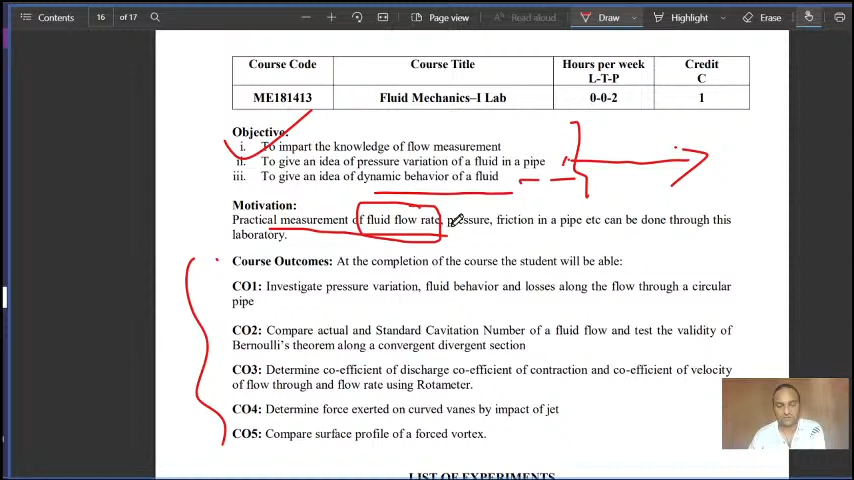 Contents
16 of 17
Page view
Read aloud
Draw
Highlight
Erase
Course Code Course Title Hours per week L-T-P Credit C
ME181413 Fluid Mechanics–I Lab 0-0-2 1
Objective:
i. To impart the knowledge of flow measurement
ii. To give an idea of pressure variation of a fluid in a pipe
iii. To give an idea of dynamic behavior of a fluid
Motivation:
Practical measurement of fluid flow rate, pressure, friction in a pipe etc can be done through this
laboratory.
Course Outcomes: At the completion of the course the student will be able:
CO1: Investigate pressure variation, fluid behavior and losses along the flow through a circular
pipe
CO2: Compare actual and Standard Cavitation Number of a fluid flow and test the validity of
Bernoulli's theorem along a convergent divergent section
CO3: Determine co-efficient of discharge co-efficient of contraction and co-efficient of velocity
of flow through and flow rate using Rotameter.
CO4: Determine force exerted on curved vanes by impact of jet
CO5: Compare surface profile of a forced vortex.
LIST OF EXPERIMENTS